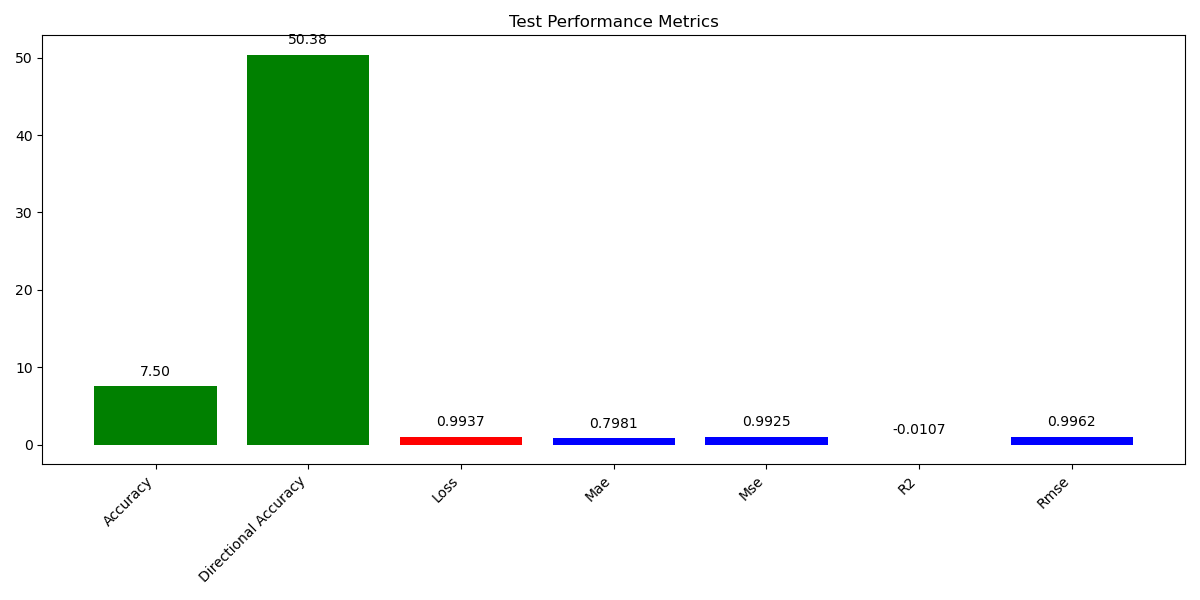 Test Performance Metrics
50
40
30
20
10
0
7.50
50.38
0.9937
0.7981
0.9925
-0.0107
0.9962
Accuracy
Directional Accuracy
Loss
Mae
Mse
R2
Rmse